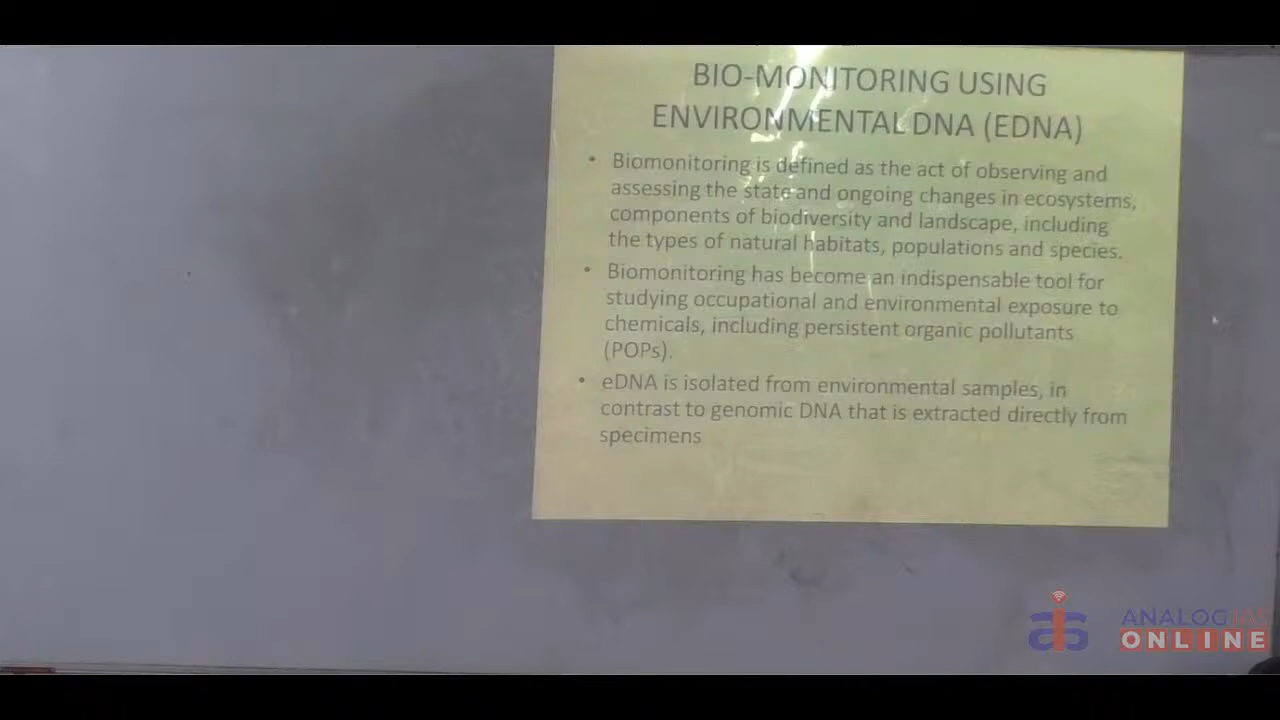 BIO-MONITORING USING
ENVIRONMENTAL DNA (EDNA)
• Biomonitoring is defined as the act of observing and
assessing the state and ongoing changes in ecosystems,
components of biodiversity and landscape, including
the types of natural habitats, populations and species.
• Biomonitoring has become an indispensable tool for
studying occupational and environmental exposure to
chemicals, including persistent organic pollutants
(POPs).
• eDNA is isolated from environmental samples, in
contrast to genomic DNA that is extracted directly from
specimens
ANALOG IAS
ONLINE